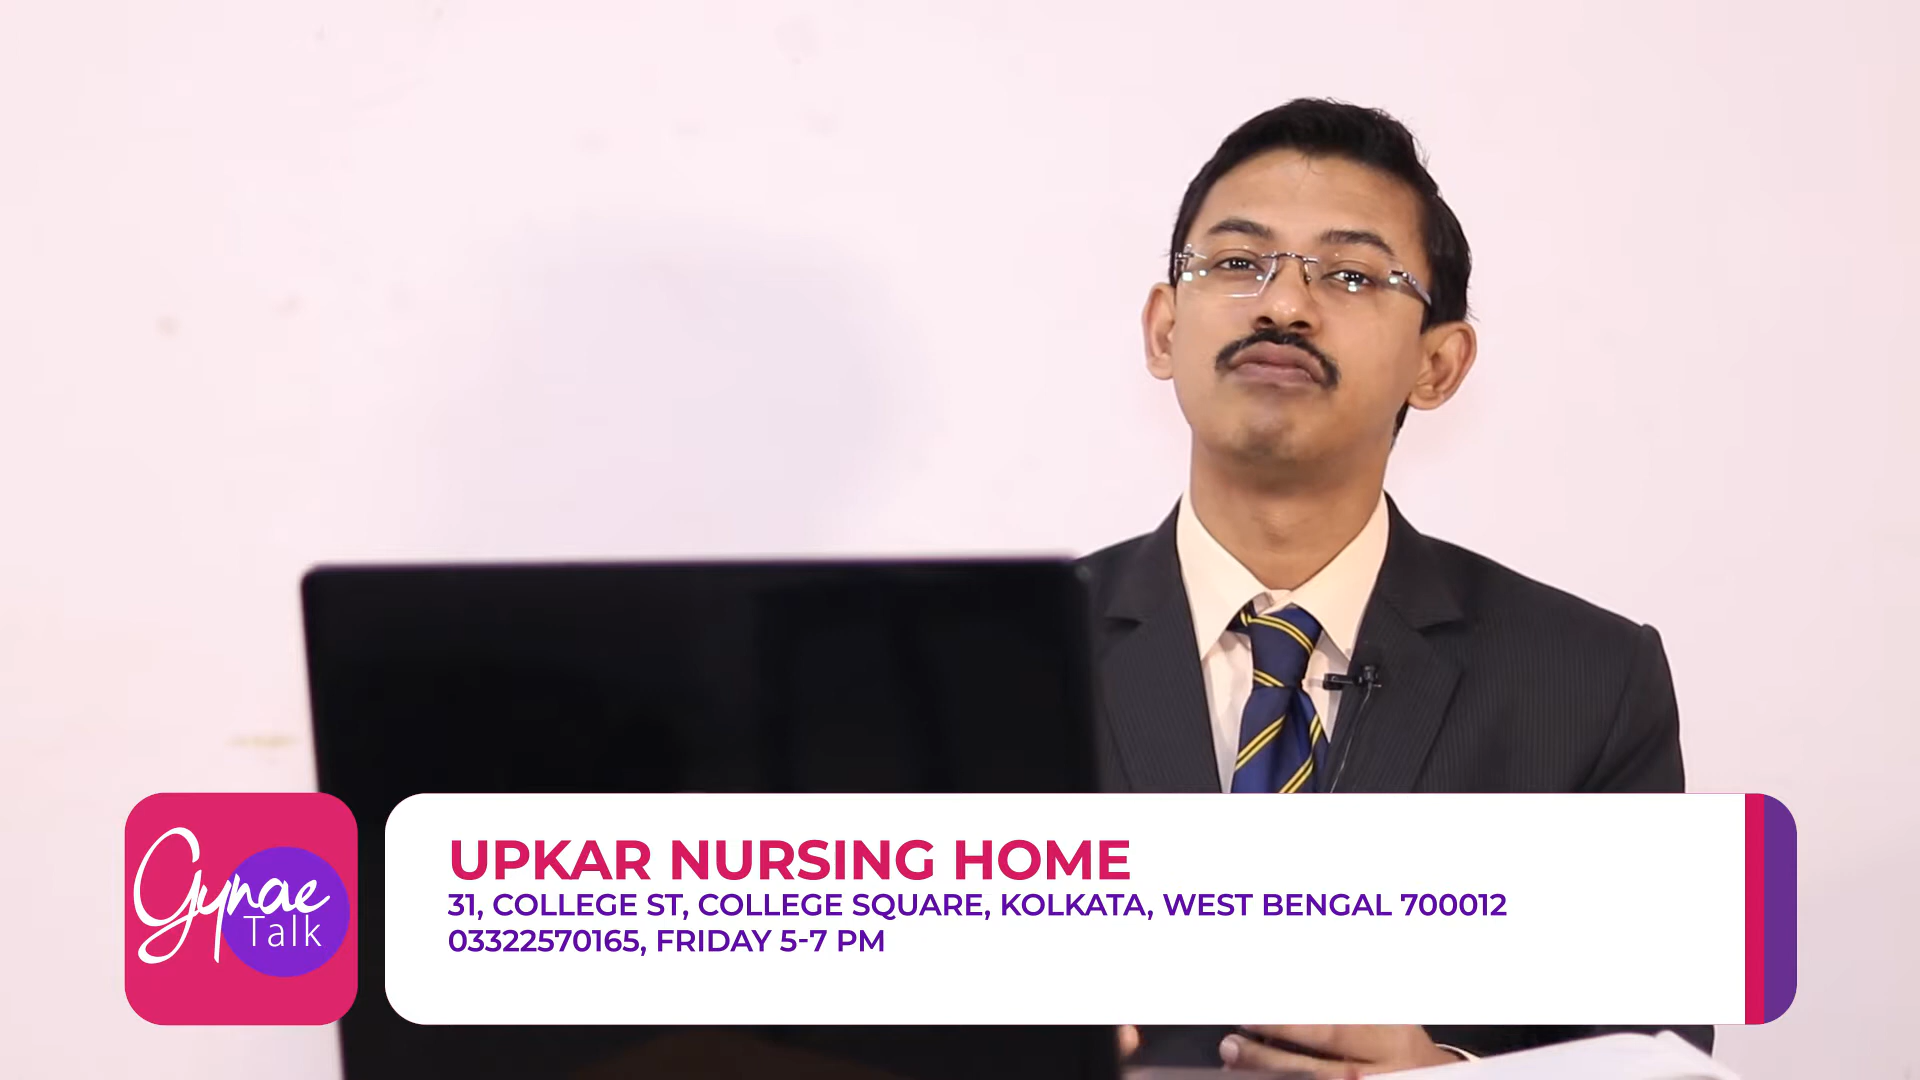 Gynae
Talk
UPKAR NURSING HOME
31, COLLEGE ST, COLLEGE SQUARE, KOLKATA, WEST BENGAL 700012
03322570165, FRIDAY 5-7 PM